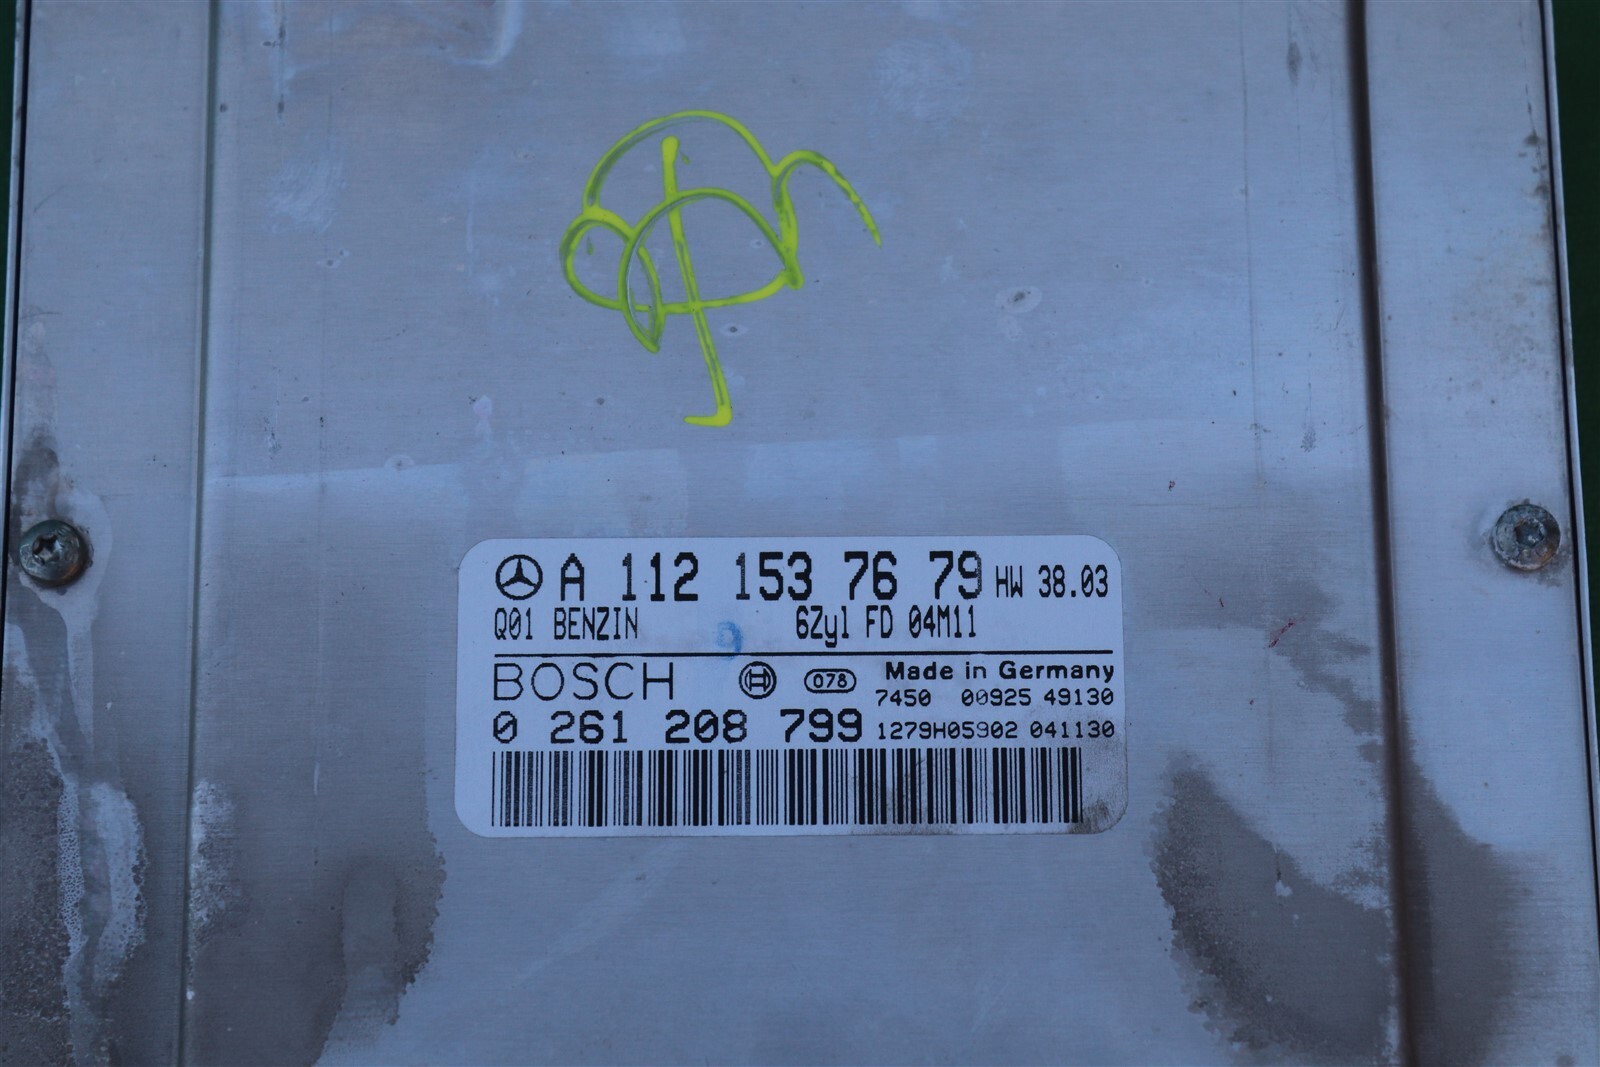 A 112 153 76 79 HW 38.03
Q01 BENZIN 6Zyl FD 04M11
BOSCH 078 Made in Germany
7450 00925 49130
0 261 208 799 1279H05902 041130